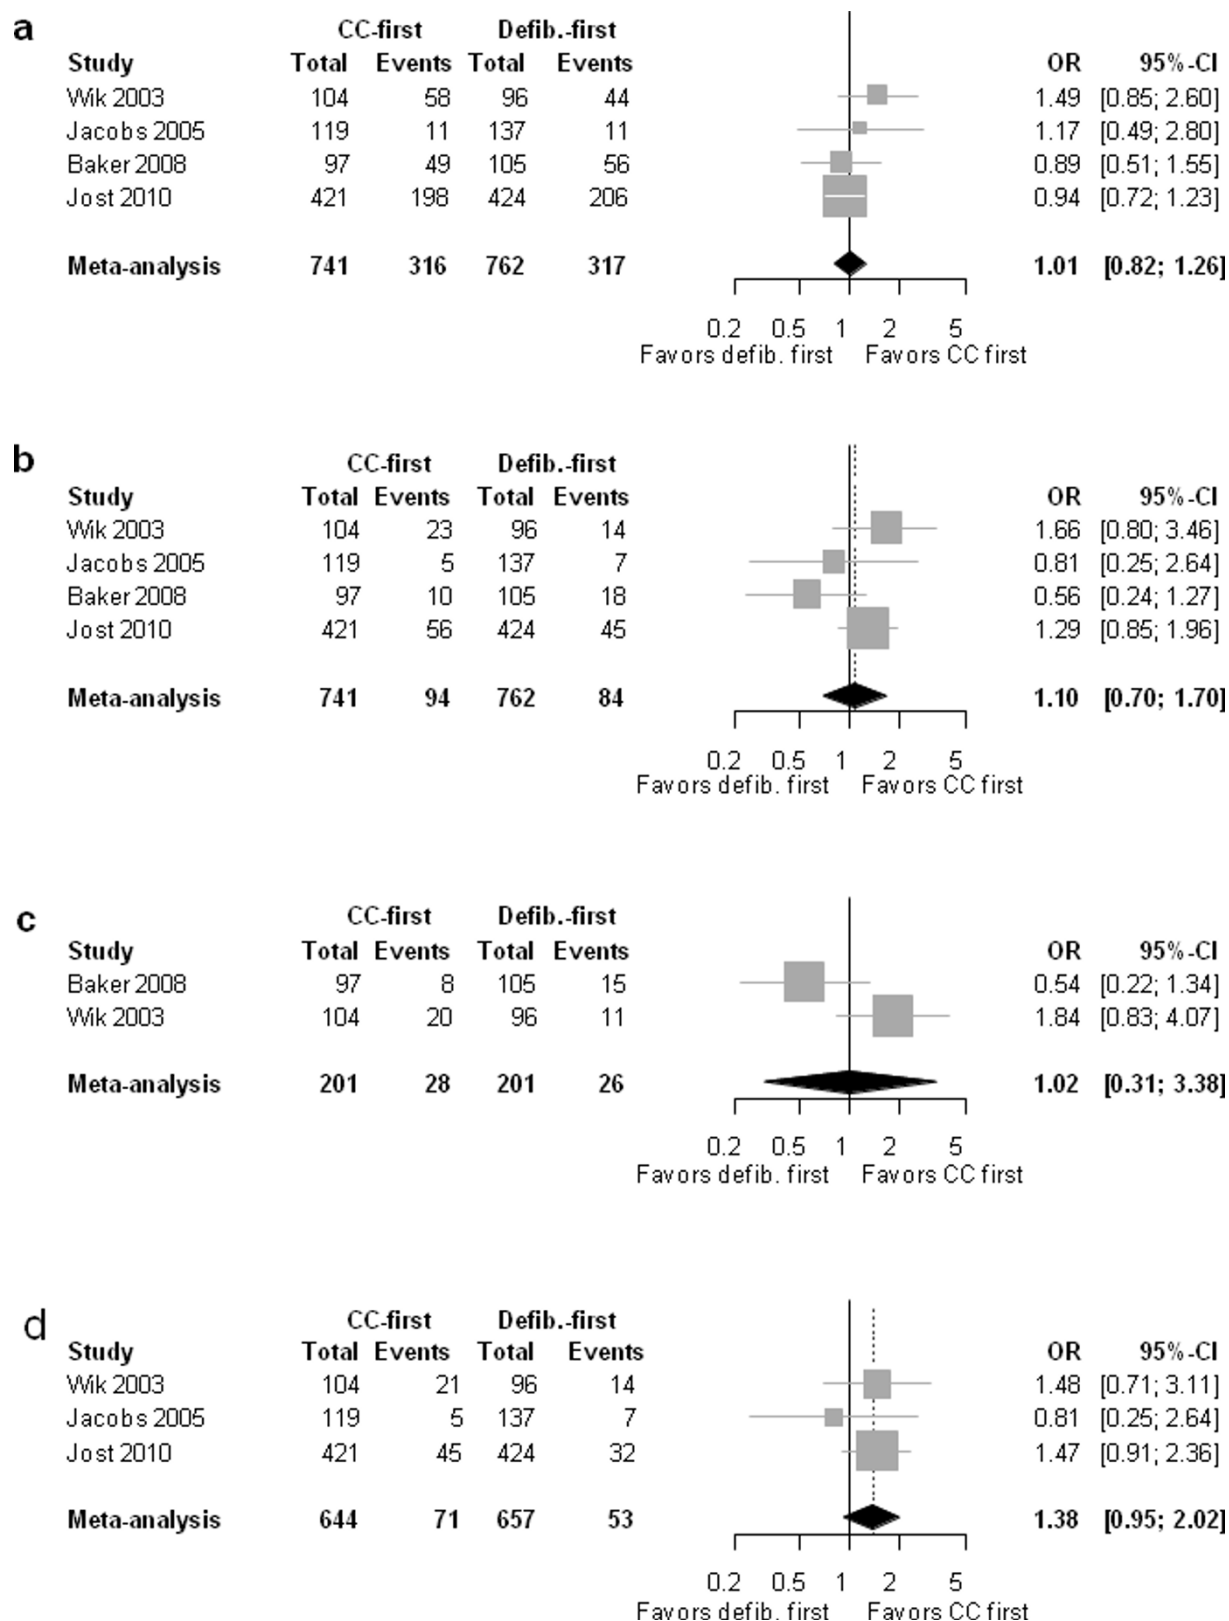 a
CC-first Defib.-first
Study Total Events Total Events OR 95%-CI
Wik 2003 104 58 96 44 1.49 [0.85; 2.60]
Jacobs 2005 119 11 137 11 1.17 [0.49; 2.80]
Baker 2008 97 49 105 56 0.89 [0.51; 1.55]
Jost 2010 421 198 424 206 0.94 [0.72; 1.23]
Meta-analysis 741 316 762 317 1.01 [0.82; 1.26]
0.2 0.5 1 2 5
Favors defib. first Favors CC first
b
CC-first Defib.-first
Study Total Events Total Events OR 95%-CI
Wik 2003 104 23 96 14 1.66 [0.80; 3.46]
Jacobs 2005 119 5 137 7 0.81 [0.25; 2.64]
Baker 2008 97 10 105 18 0.56 [0.24; 1.27]
Jost 2010 421 56 424 45 1.29 [0.85; 1.96]
Meta-analysis 741 94 762 84 1.10 [0.70; 1.70]
0.2 0.5 1 2 5
Favors defib. first Favors CC first
c
CC-first Defib.-first
Study Total Events Total Events OR 95%-CI
Baker 2008 97 8 105 15 0.54 [0.22; 1.34]
Wik 2003 104 20 96 11 1.84 [0.83; 4.07]
Meta-analysis 201 28 201 26 1.02 [0.31; 3.38]
0.2 0.5 1 2 5
Favors defib. first Favors CC first
d
CC-first Defib.-first
Study Total Events Total Events OR 95%-CI
Wik 2003 104 21 96 14 1.48 [0.71; 3.11]
Jacobs 2005 119 5 137 7 0.81 [0.25; 2.64]
Jost 2010 421 45 424 32 1.47 [0.91; 2.36]
Meta-analysis 644 71 657 53 1.38 [0.95; 2.02]
0.2 0.5 1 2 5
Favors defib. first Favors CC first